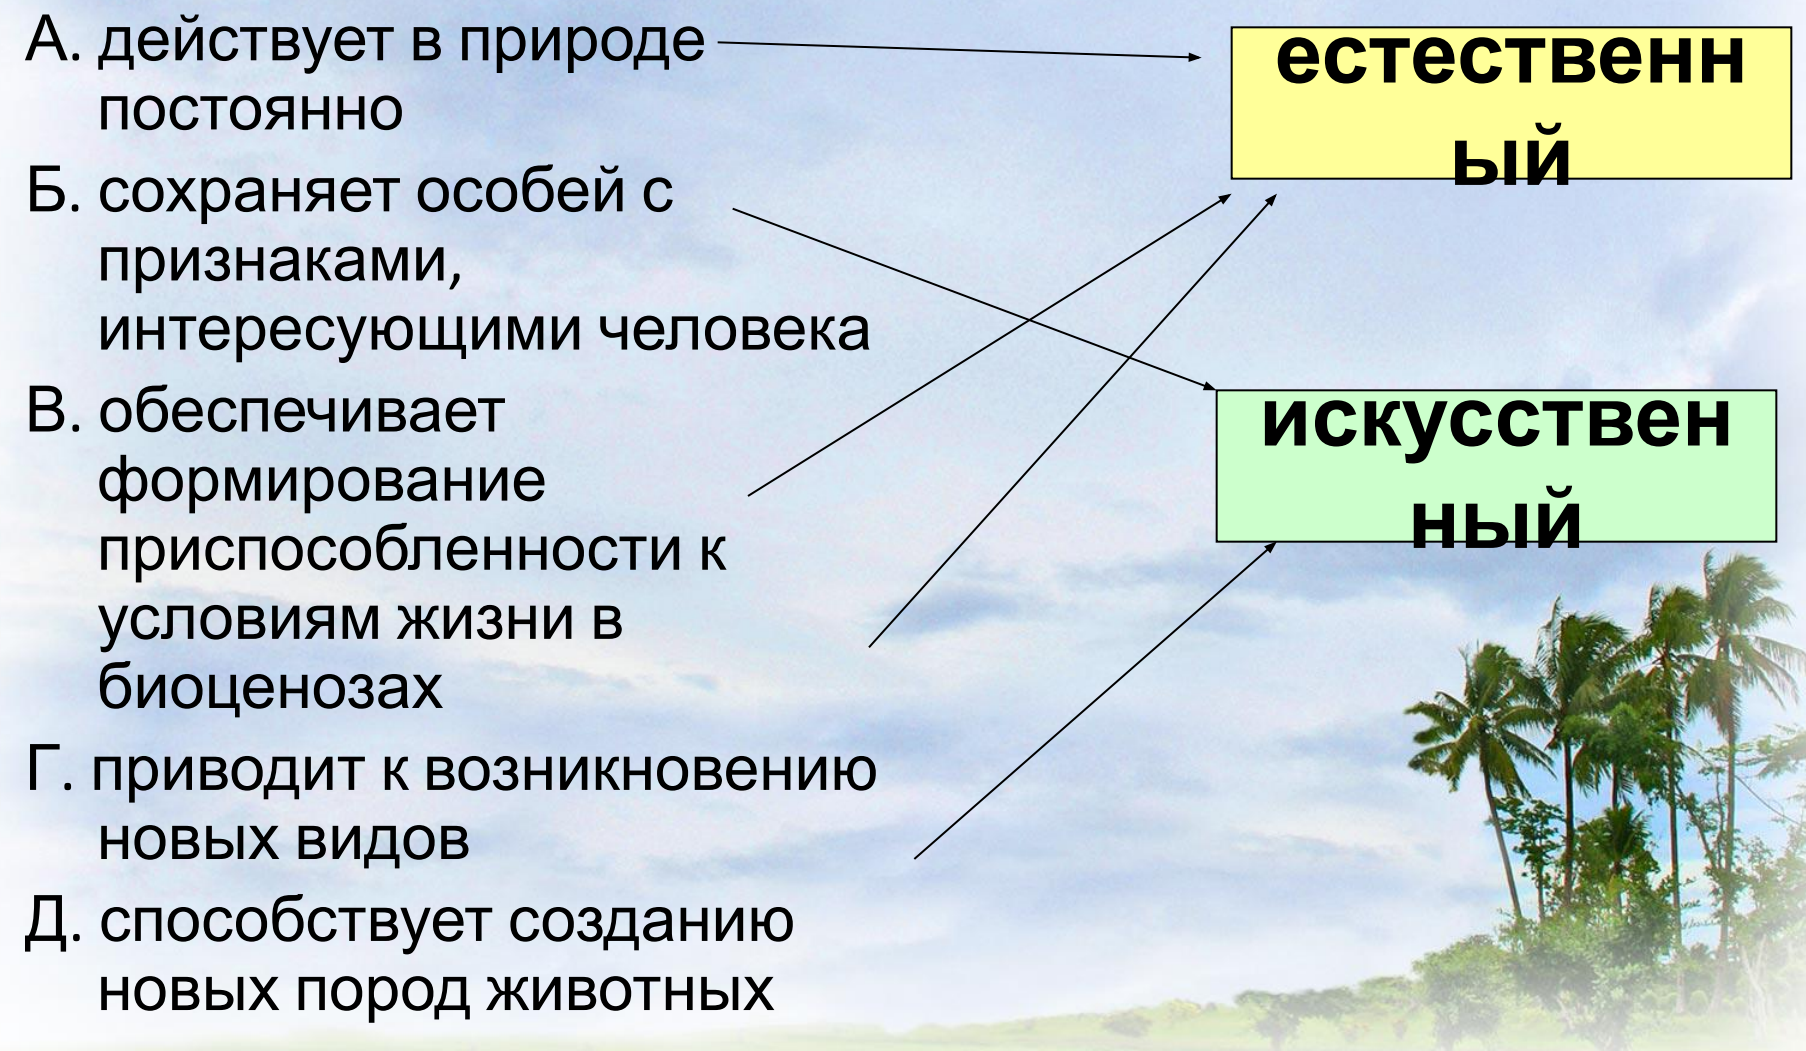 А. действует в природе
постоянно
Б. сохраняет особей с
признаками,
интересующими человека
В. обеспечивает
формирование
приспособленности к
условиям жизни в
биоценозах
Г. приводит к возникновению
новых видов
Д. способствует созданию
новых пород животных
естественн
ый
искусствен
ный